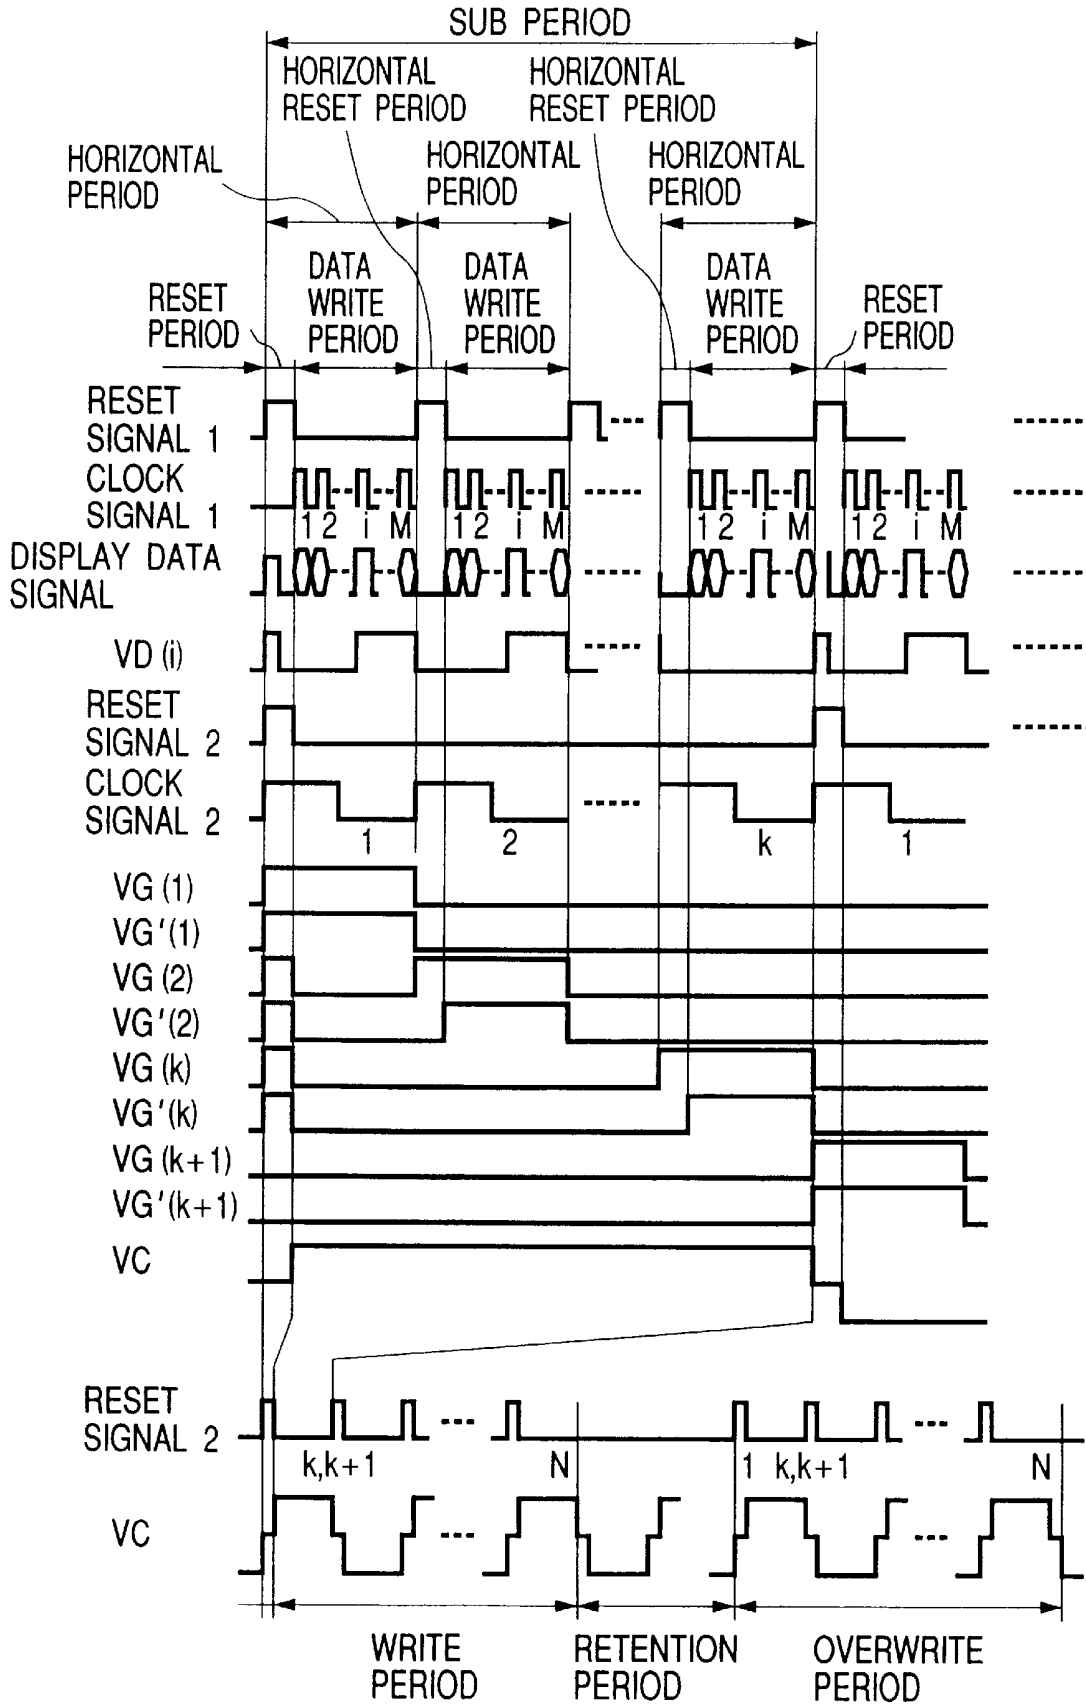 SUB PERIOD
HORIZONTAL
RESET PERIOD
HORIZONTAL
RESET PERIOD
HORIZONTAL
PERIOD
HORIZONTAL
PERIOD
HORIZONTAL
PERIOD
RESET
PERIOD
DATA
WRITE
PERIOD
DATA
WRITE
PERIOD
DATA
WRITE
PERIOD
RESET
PERIOD
RESET
SIGNAL 1
CLOCK
SIGNAL 1
1 2 i M 1 2 i M 1 2 i M 1 2 i M
DISPLAY DATA
SIGNAL
VD (i)
RESET
SIGNAL 2
CLOCK
SIGNAL 2
1 2 k 1
VG (1)
VG'(1)
VG (2)
VG'(2)
VG (k)
VG'(k)
VG (k+1)
VG'(k+1)
VC
RESET
SIGNAL 2
k,k+1 N 1 k,k+1 N
VC
WRITE
PERIOD
RETENTION
PERIOD
OVERWRITE
PERIOD